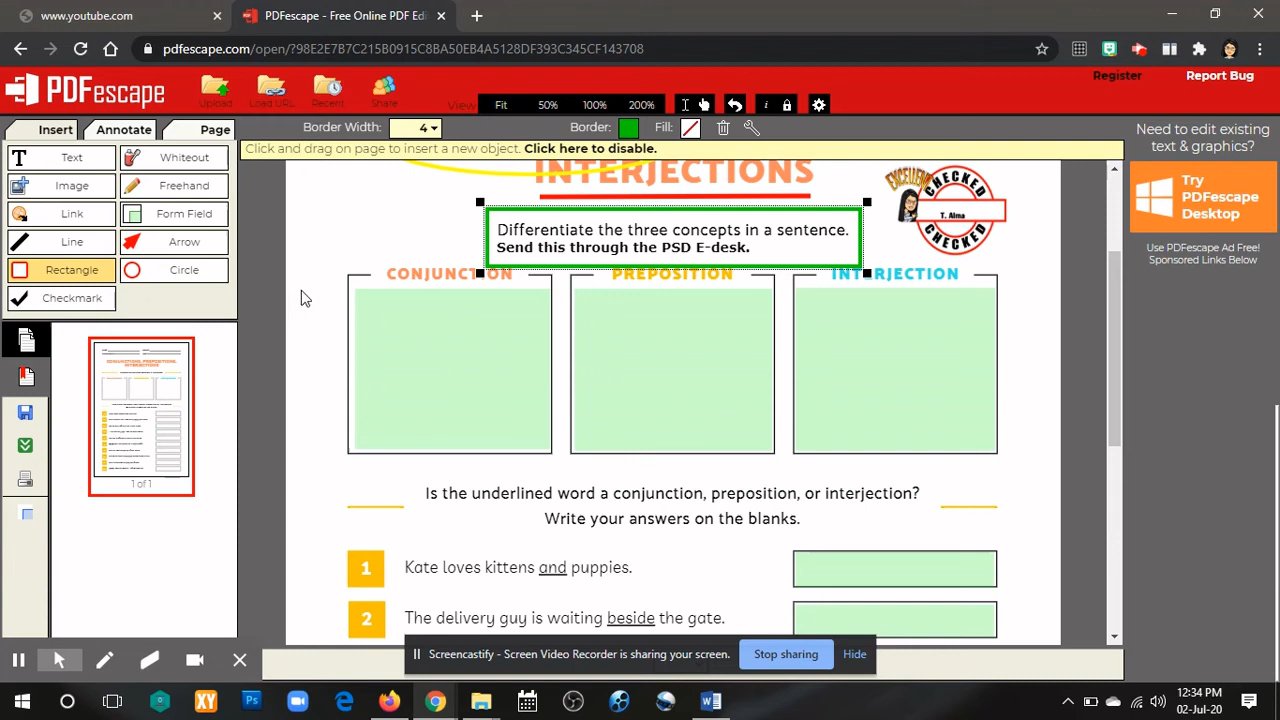 www.youtube.com
PDFescape - Free Online PDF Edi
pdfescape.com/open/?98E2E7B7C215B0915C8BA50EB4A5128DF393C345CF143708
PDFescape
Upload
Load URL
Recent
Share
View
Fit
50%
100%
200%
Register
Report Bug
Insert
Annotate
Page
Border Width:
4
Border:
Fill:
Click and drag on page to insert a new object. Click here to disable.
Text
Whiteout
Image
Freehand
Link
Form Field
Line
Arrow
Rectangle
Circle
Checkmark
1 of 1
INTERJECTIONS
EXCELLENT
CHECKED
T. Alma
CHECKED
Differentiate the three concepts in a sentence.
Send this through the PSD E-desk.
CONJUNCTION
PREPOSITION
INTERJECTION
Is the underlined word a conjunction, preposition, or interjection?
Write your answers on the blanks.
1
Kate loves kittens and puppies.
2
The delivery guy is waiting beside the gate.
Need to edit existing
text & graphics?
Try
PDFescape
Desktop
Use PDFescape Ad Free!
Sponsored Links Below
Screencastify - Screen Video Recorder is sharing your screen.
Stop sharing
Hide
12:34 PM
02-Jul-20